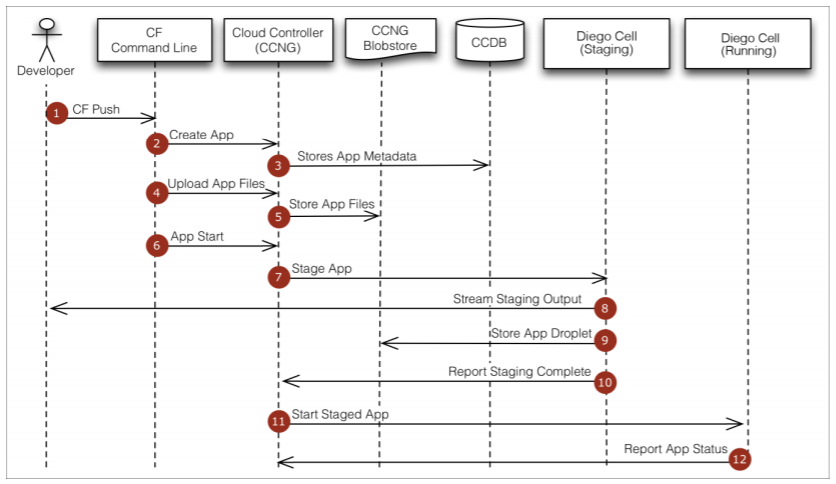 CF
Command Line
Cloud Controller
(CCNG)
CCNG
Blobstore
CCDB
Diego Cell
(Staging)
Diego Cell
(Running)
Developer
1 CF Push
2 Create App
3 Stores App Metadata
4 Upload App Files
5 Store App Files
6 App Start
7 Stage App
Stream Staging Output 8
Store App Droplet 9
Report Staging Complete 10
11 Start Staged App
Report App Status 12